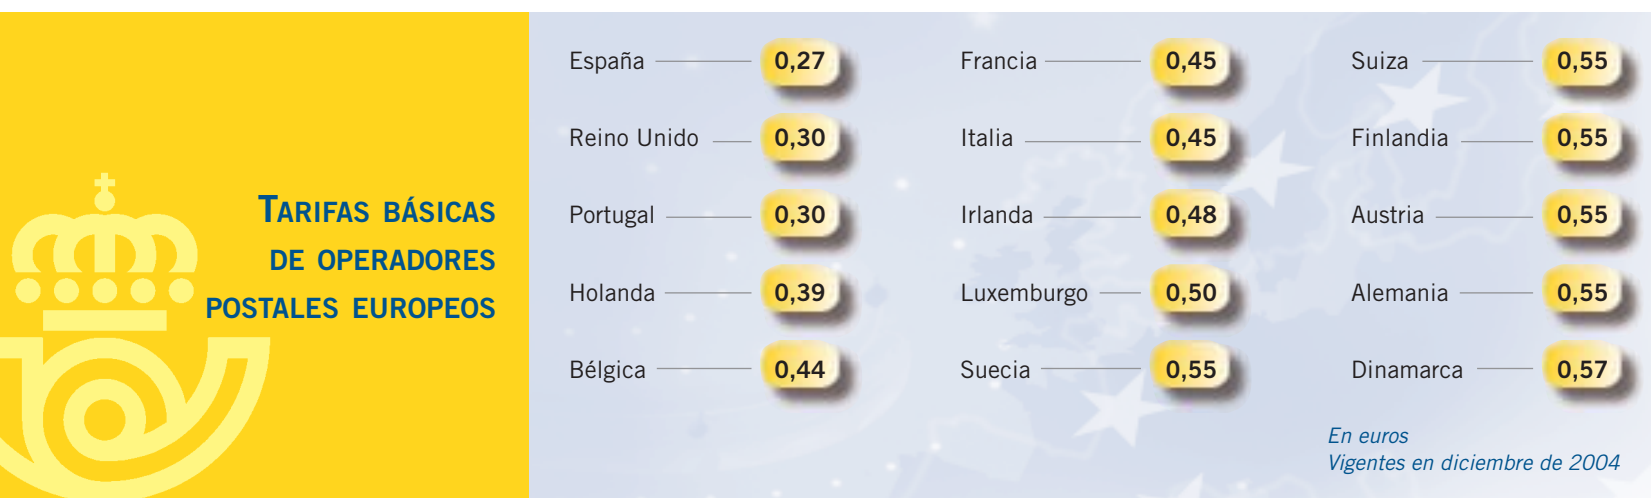 TARIFAS BÁSICAS
DE OPERADORES
POSTALES EUROPEOS
España 0,27
Reino Unido 0,30
Portugal 0,30
Holanda 0,39
Bélgica 0,44
Francia 0,45
Italia 0,45
Irlanda 0,48
Luxemburgo 0,50
Suecia 0,55
Suiza 0,55
Finlandia 0,55
Austria 0,55
Alemania 0,55
Dinamarca 0,57
En euros
Vigentes en diciembre de 2004